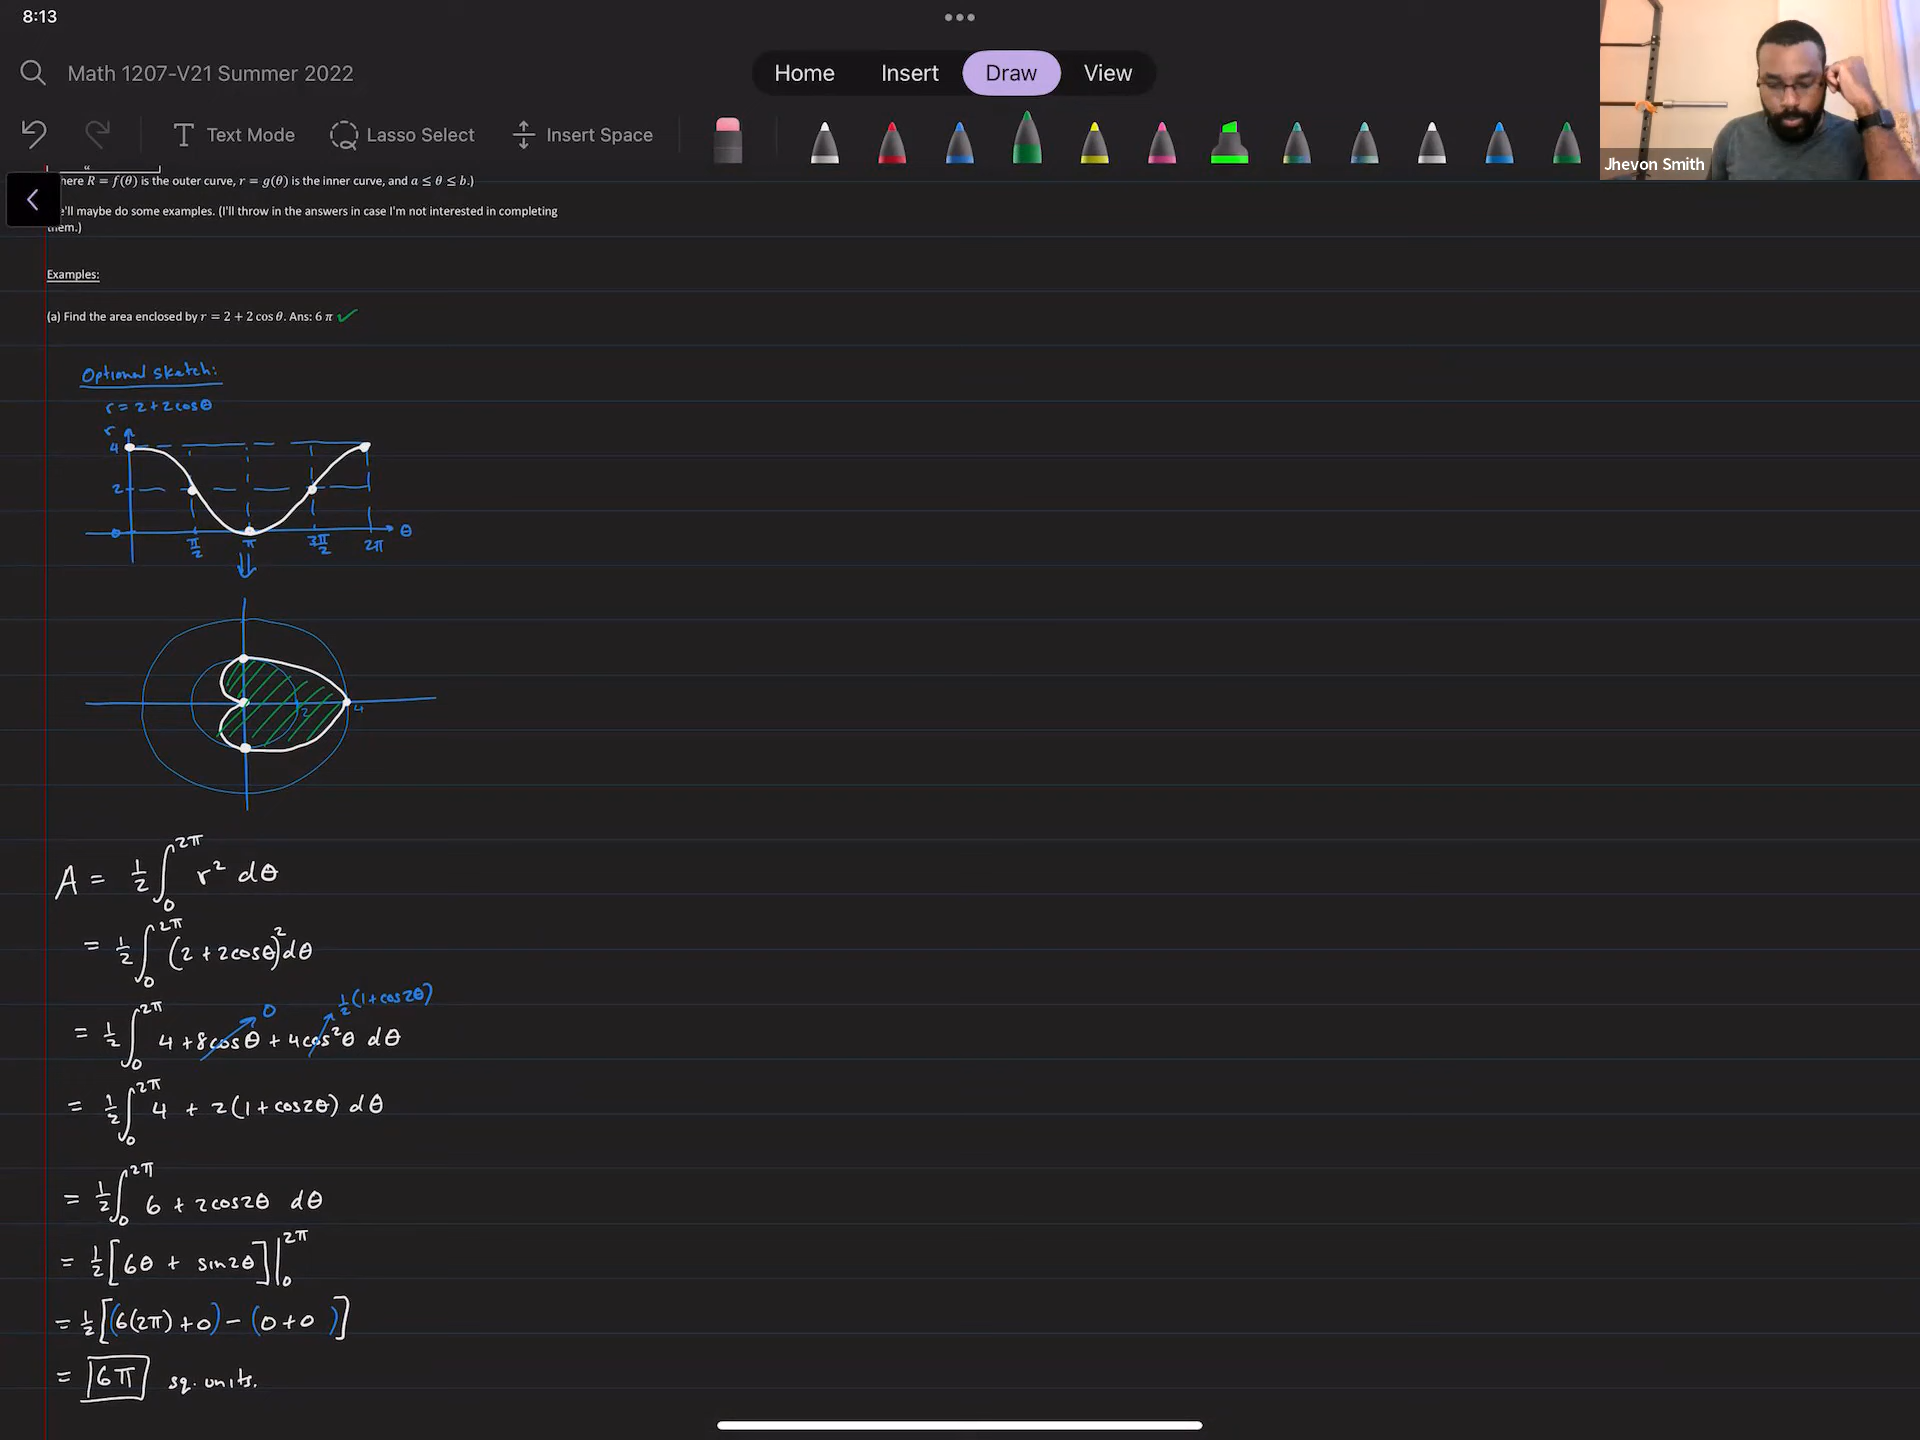 8:13
Math 1207-V21 Summer 2022
Home Insert Draw View
Text Mode Lasso Select Insert Space
Jhevon Smith
here R = f(θ) is the outer curve, r = g(θ) is the inner curve, and a ≤ θ ≤ b.)
e'll maybe do some examples. (I'll throw in the answers in case I'm not interested in completing
them.)
Examples:
(a) Find the area enclosed by r = 2 + 2 cos θ. Ans: 6 π ✓
Optional sketch:
r = 2 + 2cosθ
r
4
2
0
π/2 π 3π/2 2π θ
2 4
A = 1/2 ∫₀^2π r² dθ
= 1/2 ∫₀^2π (2 + 2cosθ)² dθ
0 1/2(1+cos2θ)
= 1/2 ∫₀^2π 4 + 8cosθ + 4cos²θ dθ
= 1/2 ∫₀^2π 4 + 2(1 + cos2θ) dθ
= 1/2 ∫₀^2π 6 + 2cos2θ dθ
= 1/2 [6θ + sin2θ] |₀^2π
= 1/2 [(6(2π) + 0) − (0 + 0)]
= 6π sq. units.